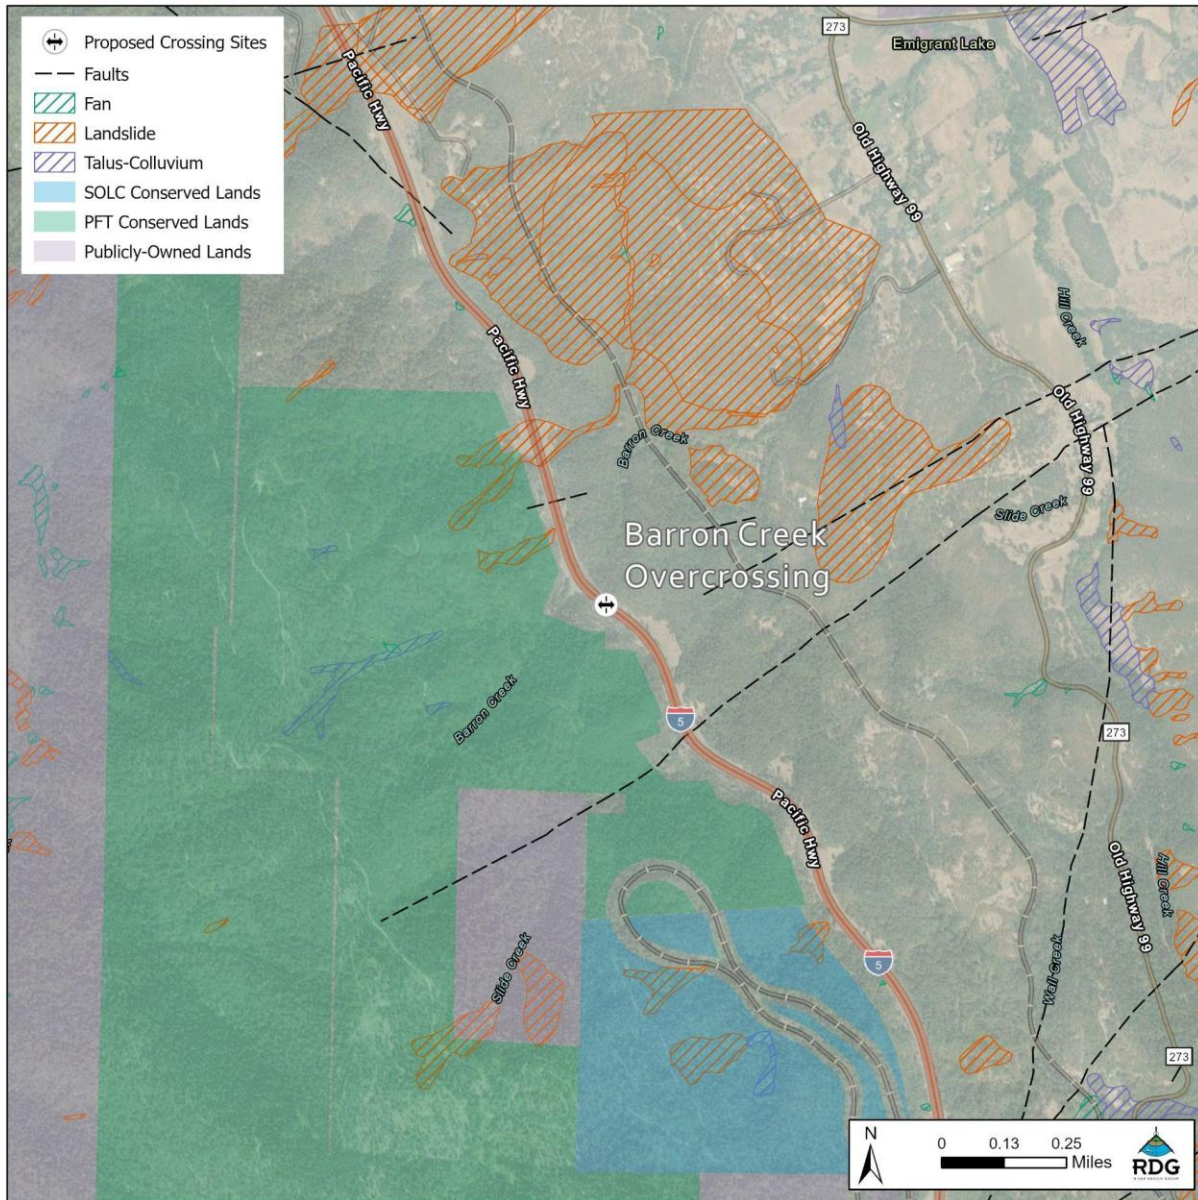 Proposed Crossing Sites
Faults
Fan
Landslide
Talus-Colluvium
SOLC Conserved Lands
PFT Conserved Lands
Publicly-Owned Lands
273
Emigrant Lake
Pacific Hwy
Old Highway 99
Hill Creek
Pacific Hwy
Old Highway 99
Barron Creek
Slide Creek
Barron Creek
Overcrossing
Barron Creek
5
273
Pacific Hwy
Old Highway 99
Hill Creek
Slide Creek
5
Wall Creek
273
N
0 0.13 0.25
Miles
RDG
RIVER DESIGN GROUP